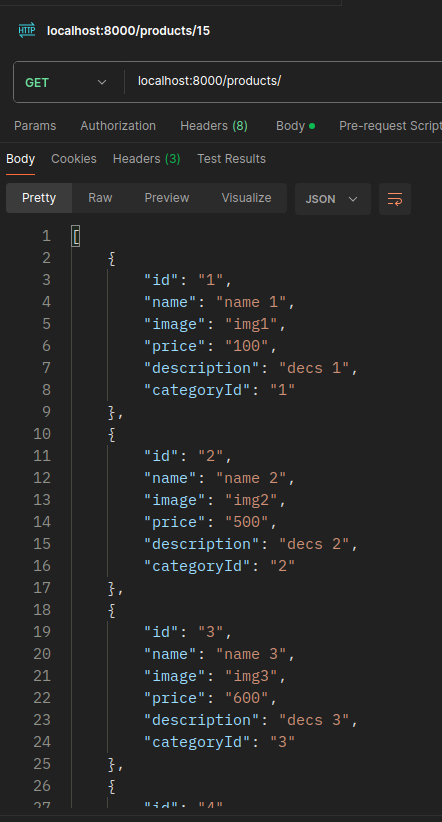 HTTP localhost:8000/products/15
GET localhost:8000/products/
Params Authorization Headers (8) Body Pre-request Script
Body Cookies Headers (3) Test Results
Pretty Raw Preview Visualize JSON
1 [
2 {
3 "id": "1",
4 "name": "name 1",
5 "image": "img1",
6 "price": "100",
7 "description": "decs 1",
8 "categoryId": "1"
9 },
10 {
11 "id": "2",
12 "name": "name 2",
13 "image": "img2",
14 "price": "500",
15 "description": "decs 2",
16 "categoryId": "2"
17 },
18 {
19 "id": "3",
20 "name": "name 3",
21 "image": "img3",
22 "price": "600",
23 "description": "decs 3",
24 "categoryId": "3"
25 },
26 {
27 "id": "4"